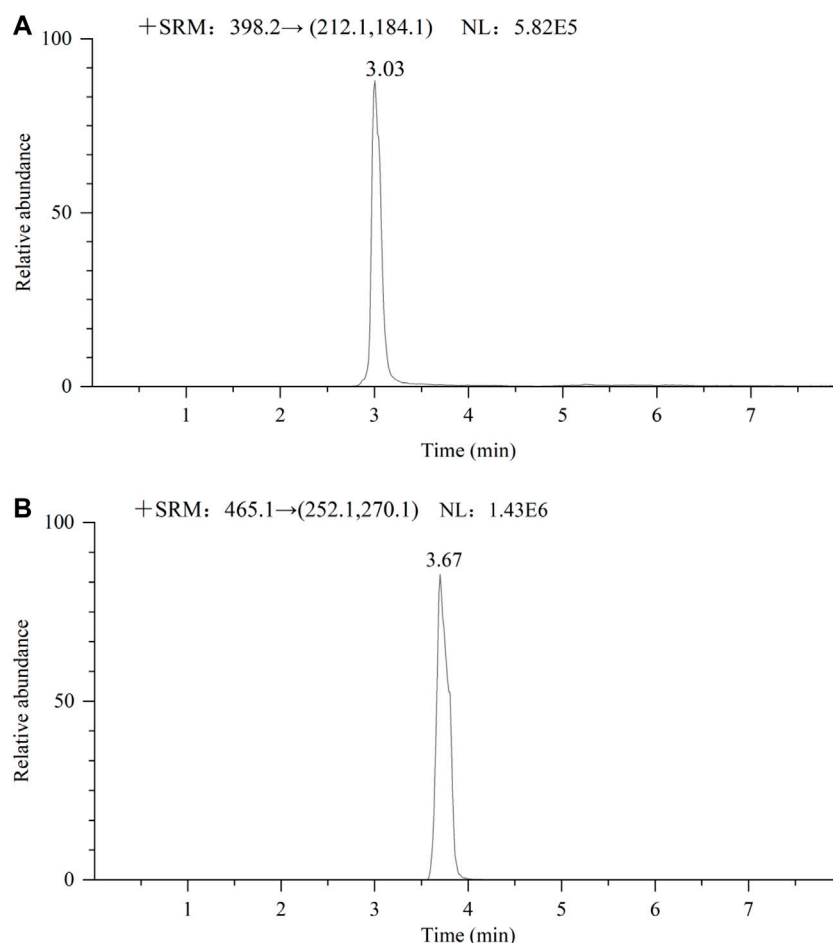 A
+SRM: 398.2→ (212.1,184.1) NL: 5.82E5
100
3.03
50
Relative abundance
0
1 2 3 4 5 6 7
Time (min)
B
+SRM: 465.1→(252.1,270.1) NL: 1.43E6
100
3.67
50
Relative abundance
0
1 2 3 4 5 6 7
Time (min)